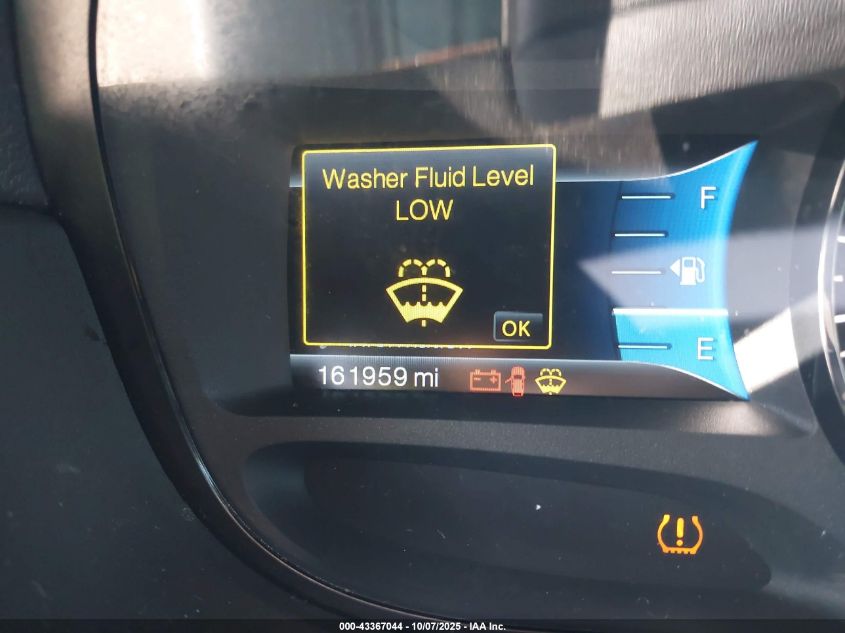 Washer Fluid Level
LOW
OK
F
E
161959 mi
000-43367044 - 10/07/2025 - IAA Inc.